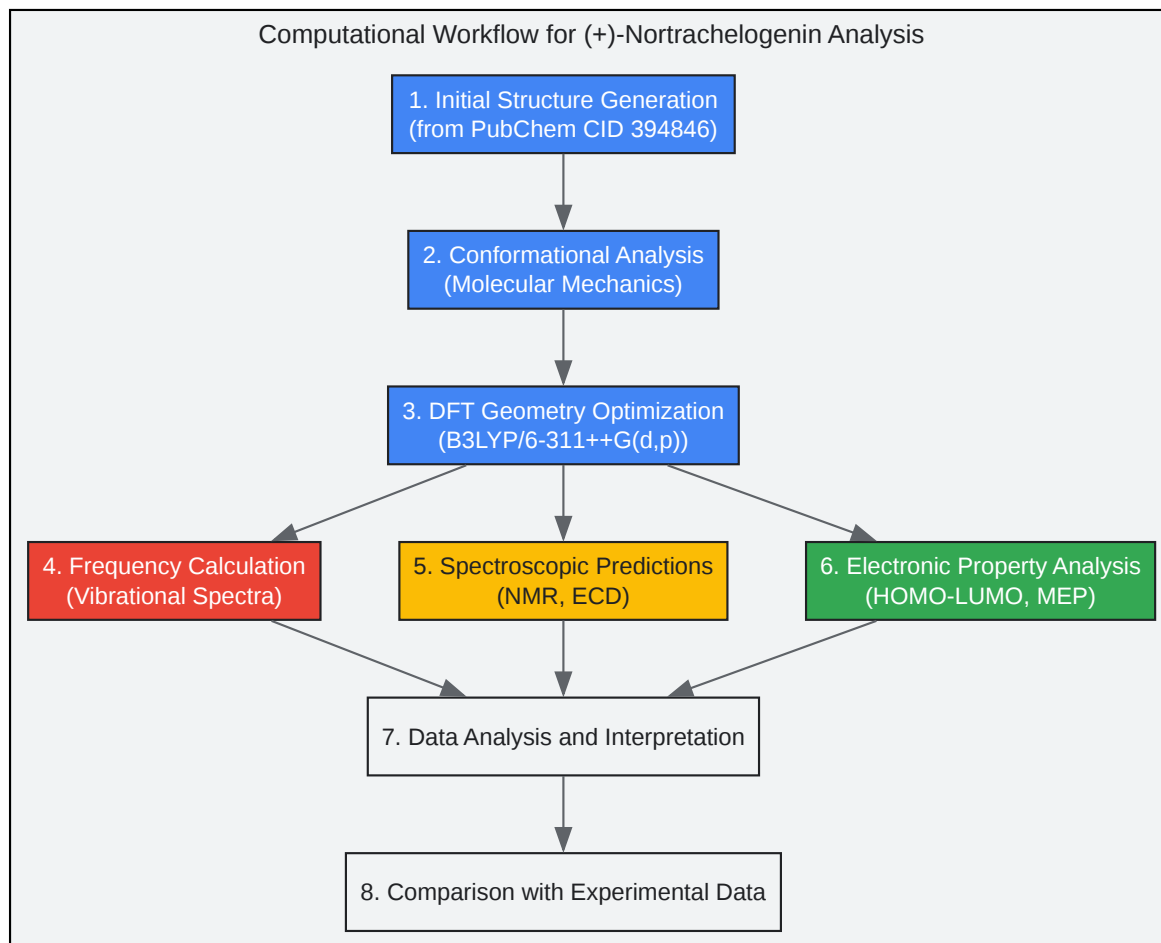 Computational Workflow for (+)-Nortrachelogenin Analysis
1. Initial Structure Generation
(from PubChem CID 394846)
2. Conformational Analysis
(Molecular Mechanics)
3. DFT Geometry Optimization
(B3LYP/6-311++G(d,p))
4. Frequency Calculation
(Vibrational Spectra)
5. Spectroscopic Predictions
(NMR, ECD)
6. Electronic Property Analysis
(HOMO-LUMO, MEP)
7. Data Analysis and Interpretation
8. Comparison with Experimental Data